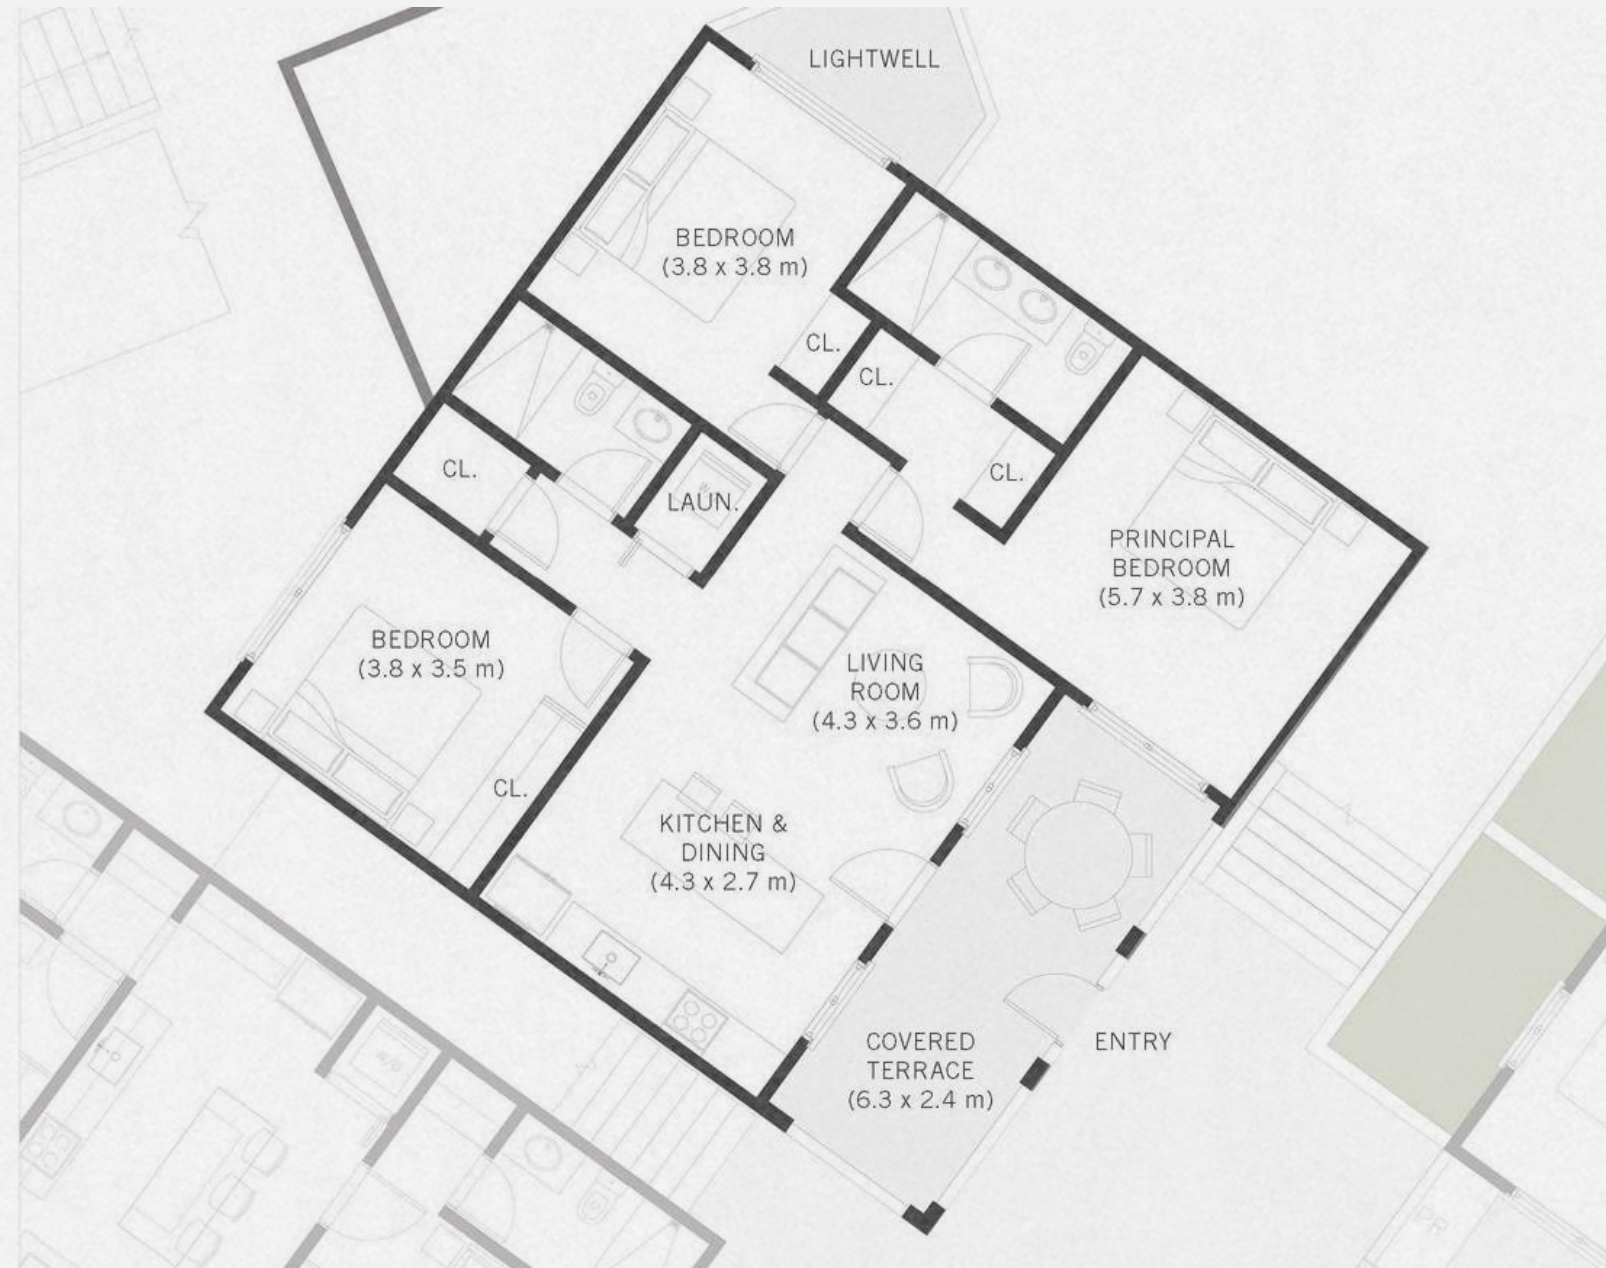 LIGHTWELL
BEDROOM
(3.8 x 3.8 m)
CL.
CL.
CL.
CL.
LAUN.
PRINCIPAL
BEDROOM
(5.7 x 3.8 m)
BEDROOM
(3.8 x 3.5 m)
LIVING
ROOM
(4.3 x 3.6 m)
CL.
KITCHEN &
DINING
(4.3 x 2.7 m)
COVERED
TERRACE
(6.3 x 2.4 m)
ENTRY